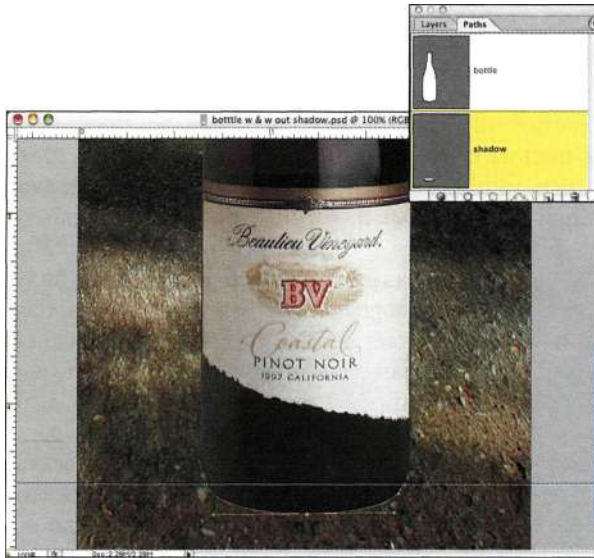 Layers Paths
bottle
shadow
botttle w & w out shadow.psd @ 100% (RGB
Beaulieu Vineyard.
BV
Coastal
PINOT NOIR
1997 CALIFORNIA